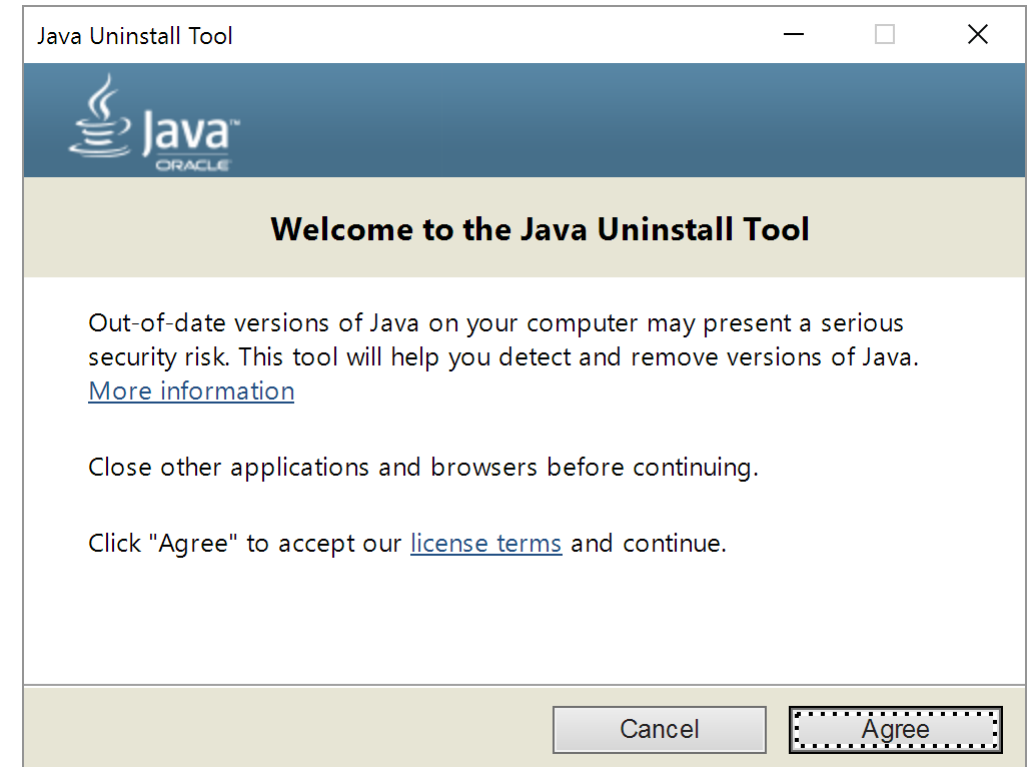 Java Uninstall Tool
Java™
ORACLE
Welcome to the Java Uninstall Tool
Out-of-date versions of Java on your computer may present a serious
security risk. This tool will help you detect and remove versions of Java.
More information
Close other applications and browsers before continuing.
Click "Agree" to accept our license terms and continue.
Cancel
Agree